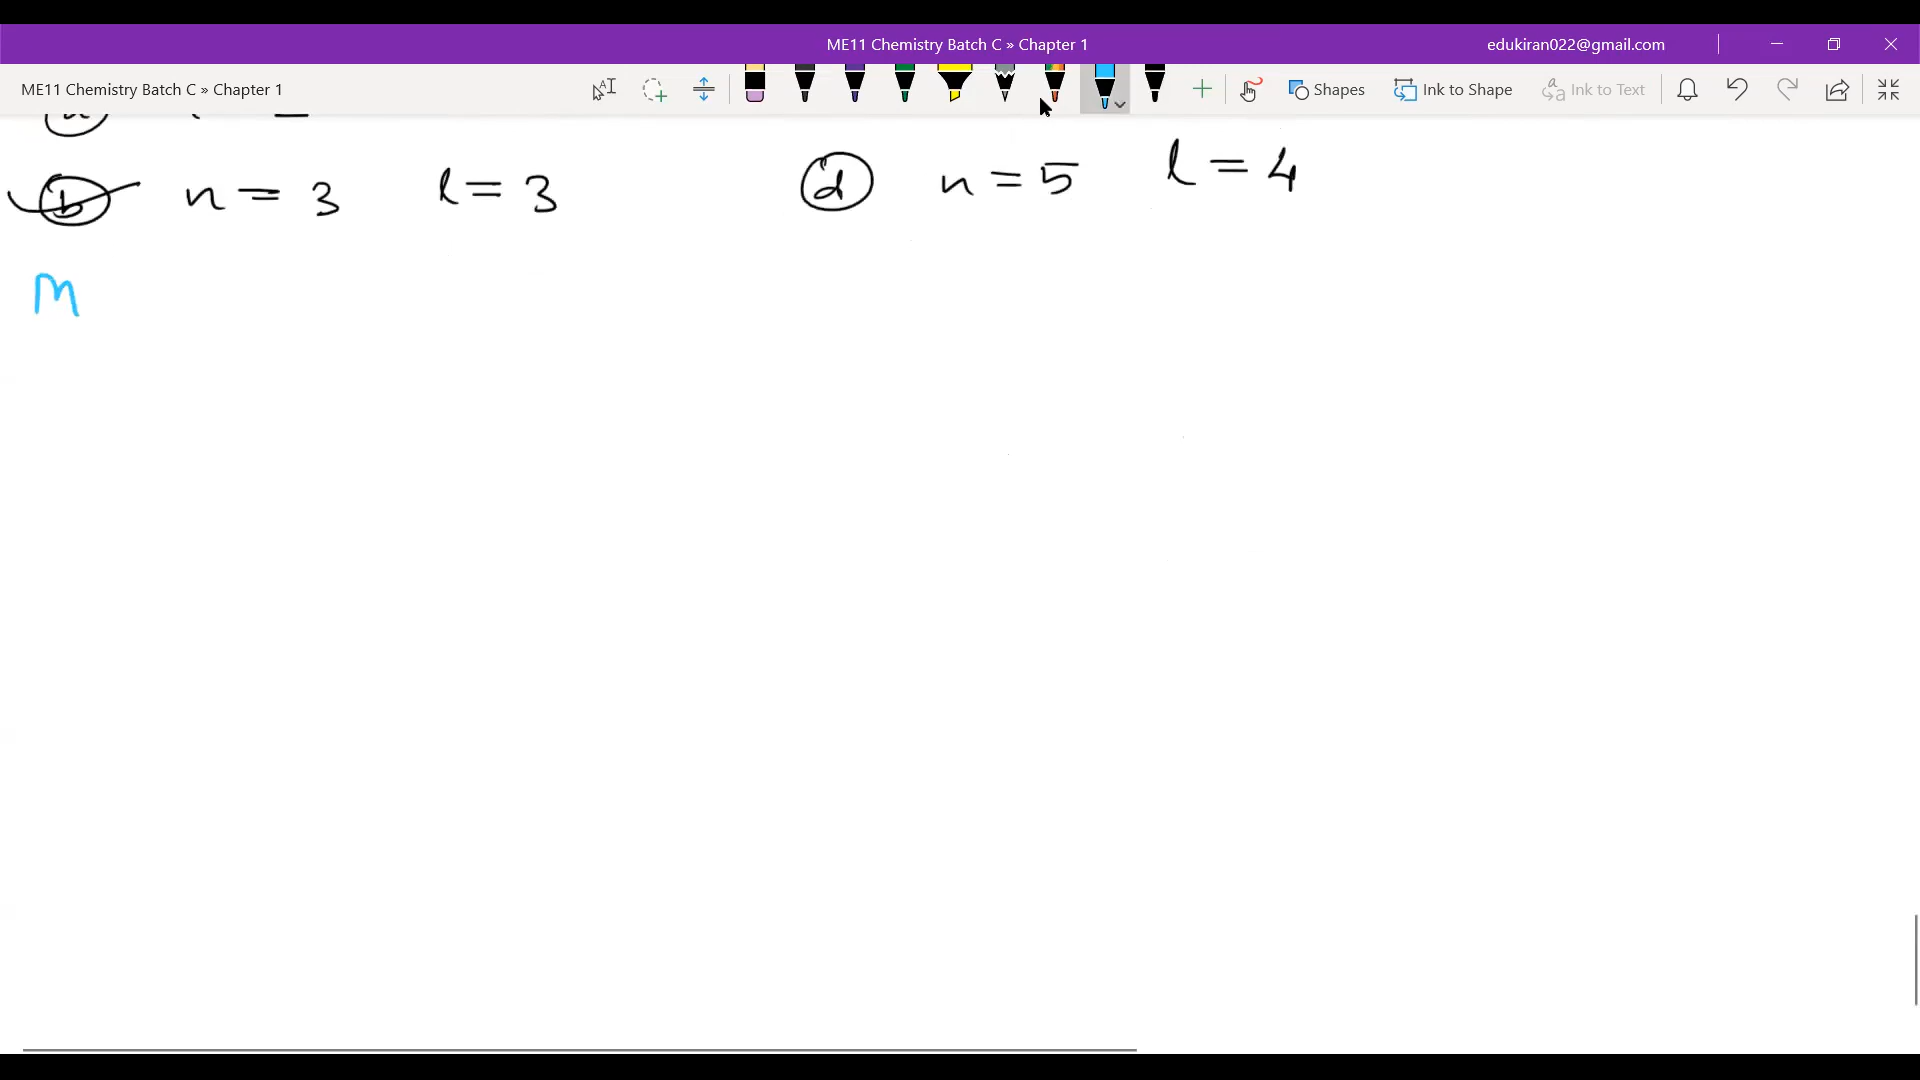 ME11 Chemistry Batch C » Chapter 1
edukiran022@gmail.com
ME11 Chemistry Batch C » Chapter 1
Shapes
Ink to Shape
Ink to Text
b n = 3 l = 3
d n = 5 l = 4
M